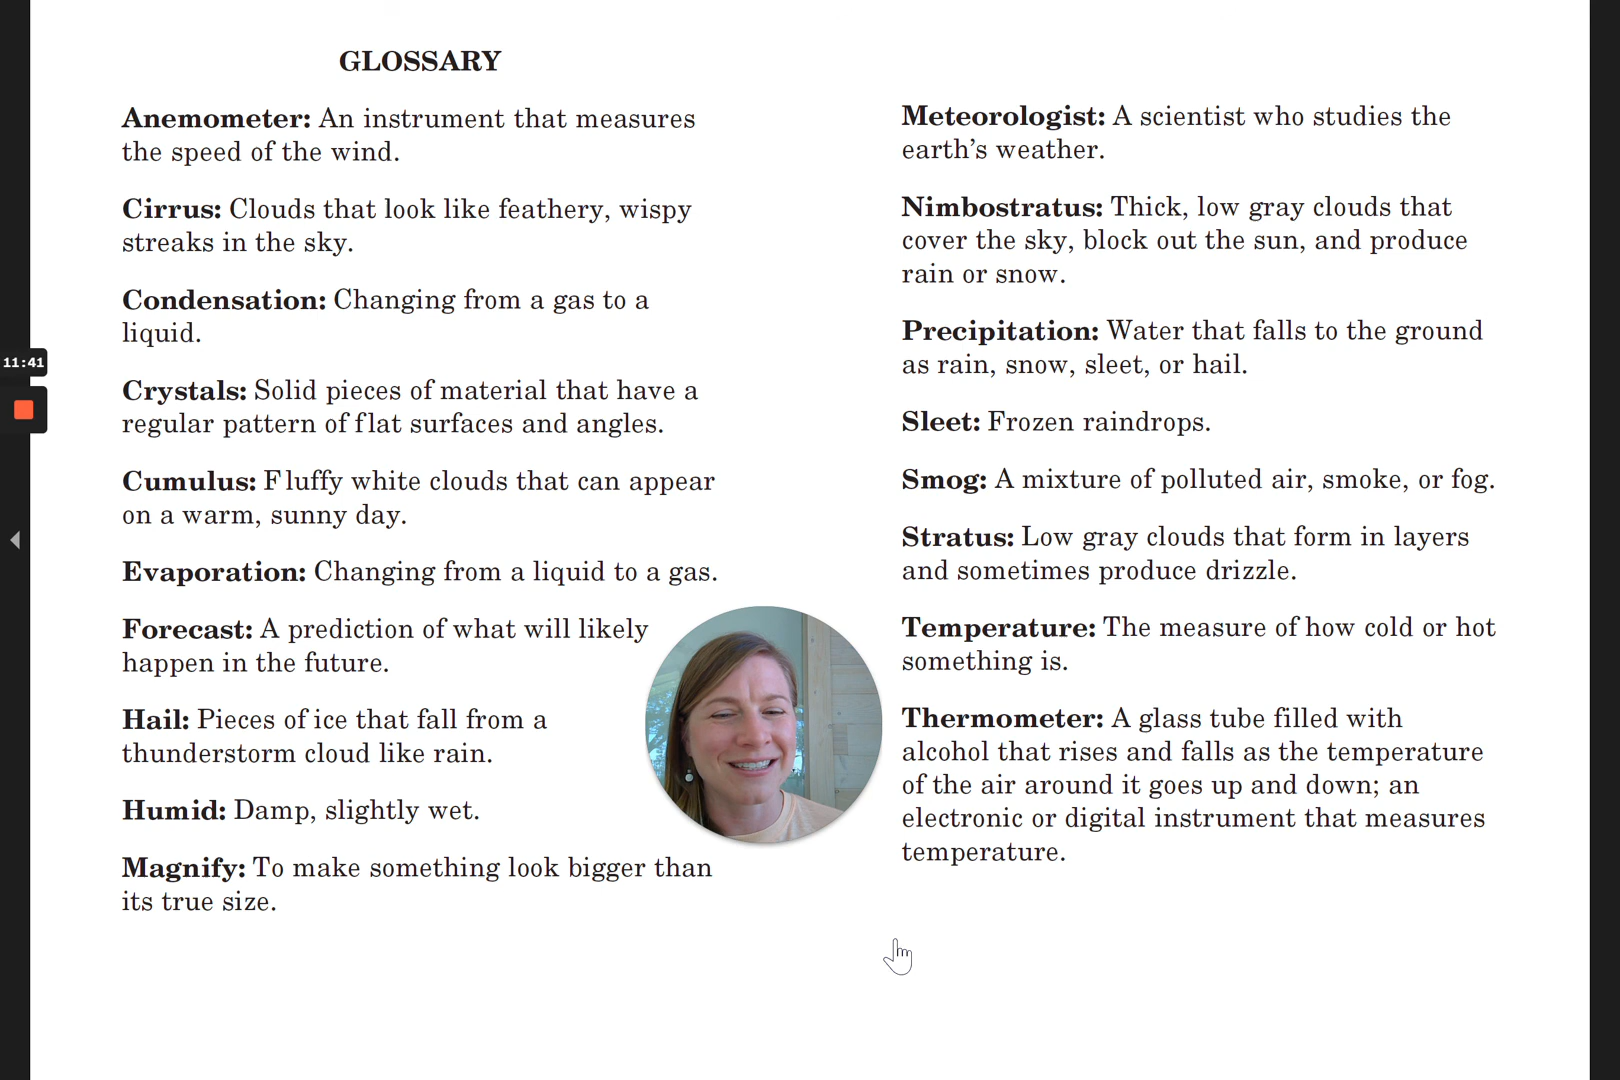 GLOSSARY
Anemometer: An instrument that measures
the speed of the wind.
Cirrus: Clouds that look like feathery, wispy
streaks in the sky.
Condensation: Changing from a gas to a
liquid.
Crystals: Solid pieces of material that have a
regular pattern of flat surfaces and angles.
Cumulus: Fluffy white clouds that can appear
on a warm, sunny day.
Evaporation: Changing from a liquid to a gas.
Forecast: A prediction of what will likely
happen in the future.
Hail: Pieces of ice that fall from a
thunderstorm cloud like rain.
Humid: Damp, slightly wet.
Magnify: To make something look bigger than
its true size.
Meteorologist: A scientist who studies the
earth’s weather.
Nimbostratus: Thick, low gray clouds that
cover the sky, block out the sun, and produce
rain or snow.
Precipitation: Water that falls to the ground
as rain, snow, sleet, or hail.
Sleet: Frozen raindrops.
Smog: A mixture of polluted air, smoke, or fog.
Stratus: Low gray clouds that form in layers
and sometimes produce drizzle.
Temperature: The measure of how cold or hot
something is.
Thermometer: A glass tube filled with
alcohol that rises and falls as the temperature
of the air around it goes up and down; an
electronic or digital instrument that measures
temperature.
11:41